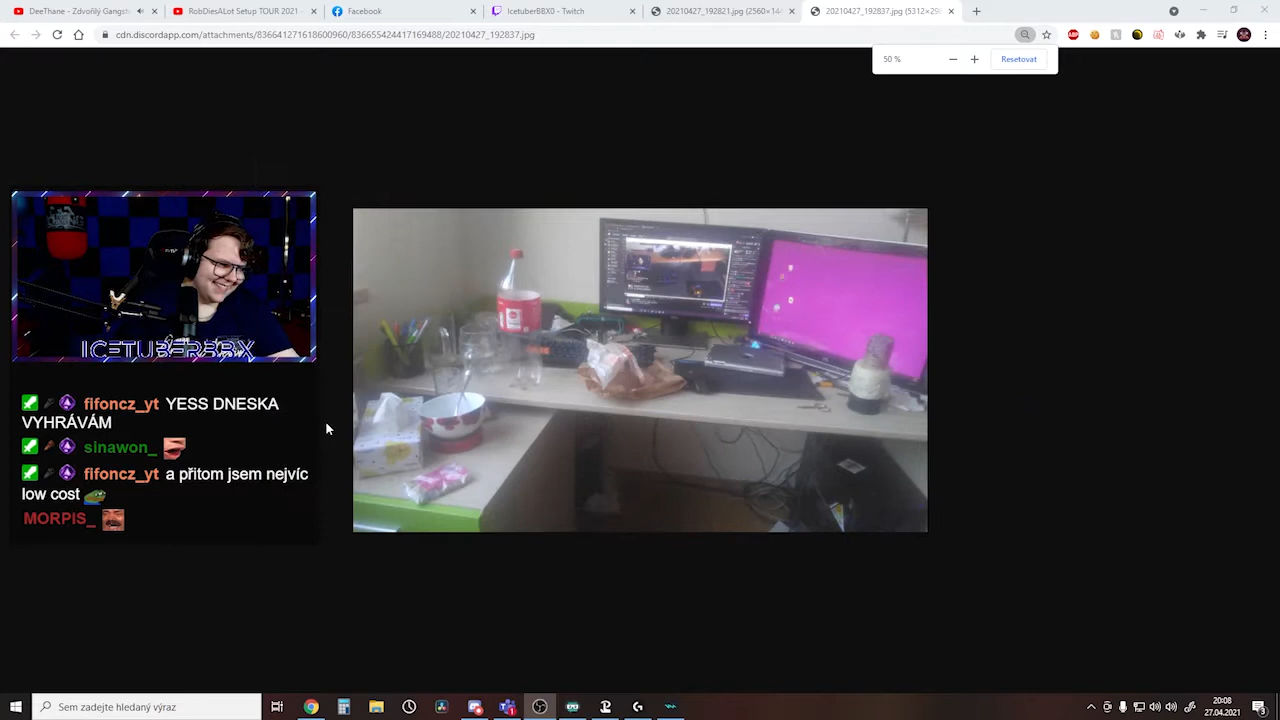 DeeThane - Zdvořilý Gangst
RobDiesALot Setup TOUR 2021 -
Facebook
IcetuberBBX0 - Twitch
20210427_192821.jpg (2560×14
20210427_192837.jpg (5312×29
cdn.discordapp.com/attachments/836641271618600960/836655424417169488/20210427_192837.jpg
50 %
Resetovat
ICETUBERBBX
fifoncz_yt YESS DNESKA
VYHRÁVÁM
sinawon_
fifoncz_yt a přitom jsem nejvíc
low cost
MORPIS_
Sem zadejte hledaný výraz
20:08
27.04.2021